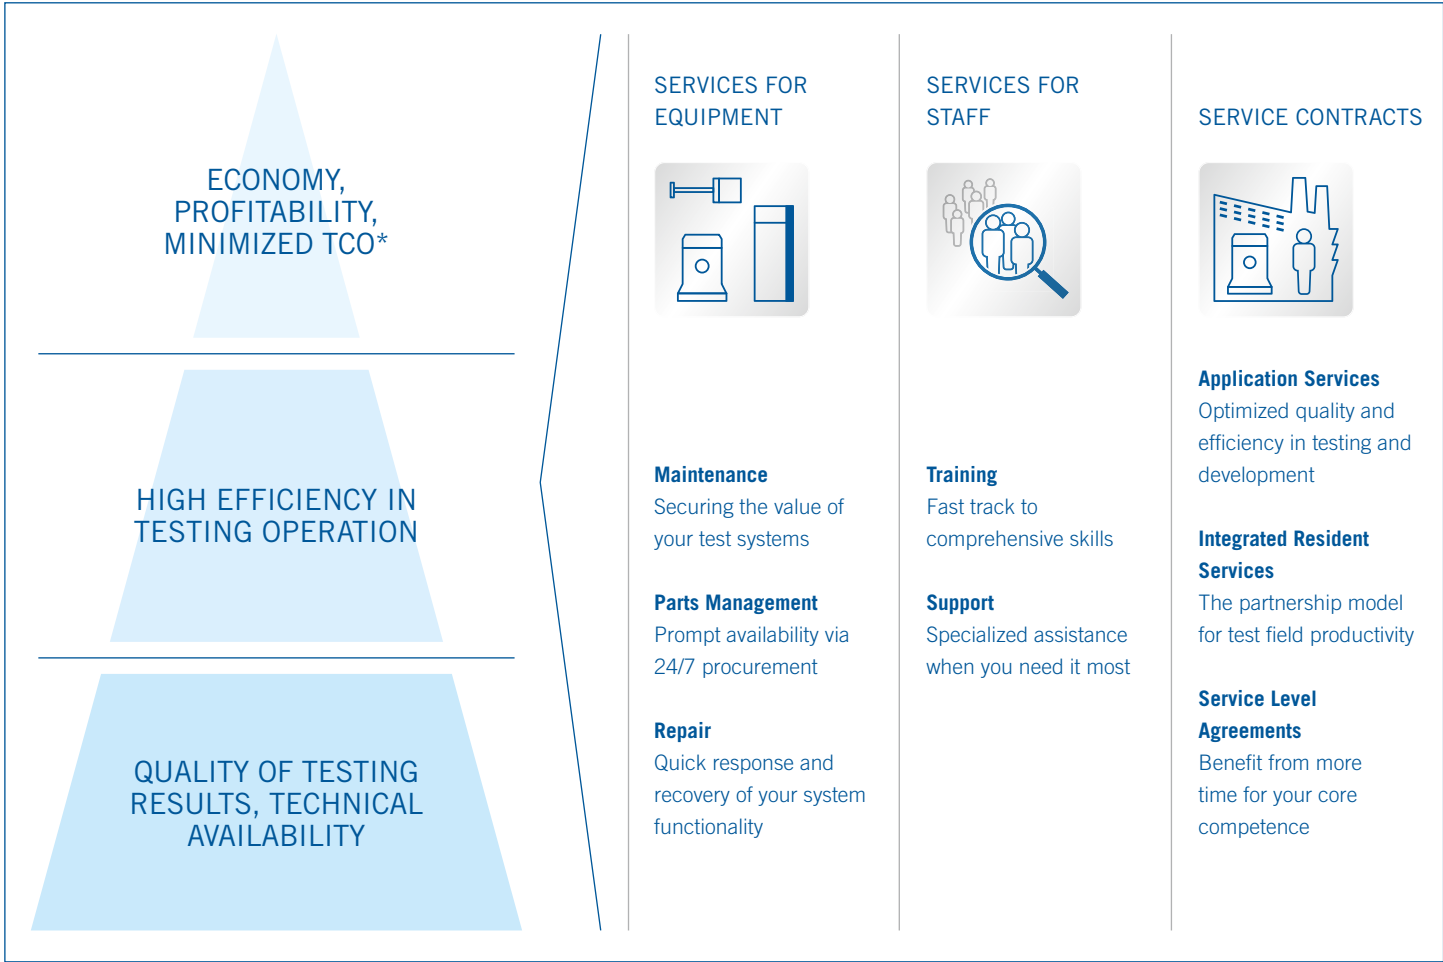 ECONOMY,
PROFITABILITY,
MINIMIZED TCO*
HIGH EFFICIENCY IN
TESTING OPERATION
QUALITY OF TESTING
RESULTS, TECHNICAL
AVAILABILITY
SERVICES FOR
EQUIPMENT
Maintenance
Securing the value of
your test systems
Parts Management
Prompt availability via
24/7 procurement
Repair
Quick response and
recovery of your system
functionality
SERVICES FOR
STAFF
Training
Fast track to
comprehensive skills
Support
Specialized assistance
when you need it most
SERVICE CONTRACTS
Application Services
Optimized quality and
efficiency in testing and
development
Integrated Resident
Services
The partnership model
for test field productivity
Service Level
Agreements
Benefit from more
time for your core
competence